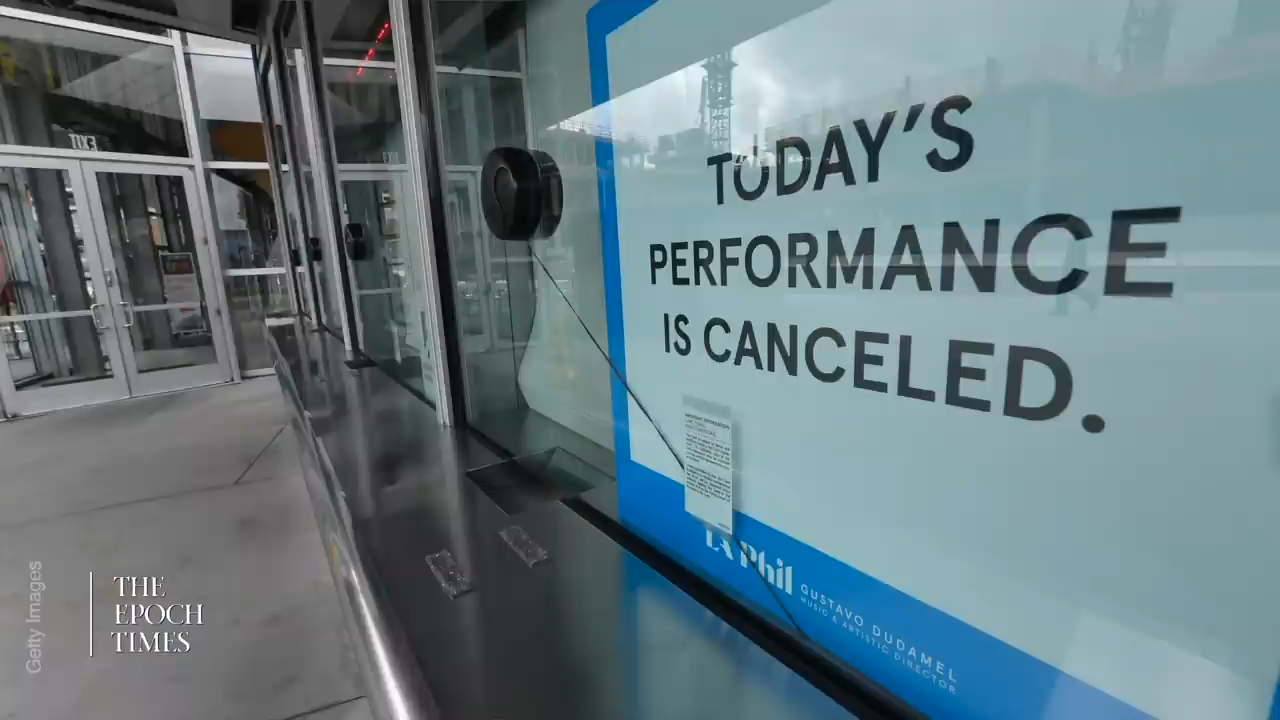 TODAY'S
PERFORMANCE
IS CANCELED.
LA Phil
GUSTAVO DUDAMEL
MUSIC & ARTISTIC DIRECTOR
THE
EPOCH
TIMES
Getty Images